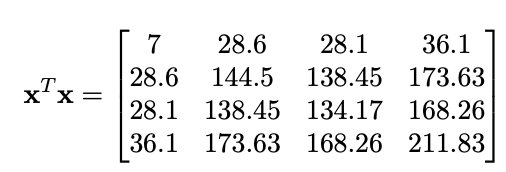 7 28.6 28.1 36.1
28.6 144.5 138.45 173.63
x^T x =
28.1 138.45 134.17 168.26
36.1 173.63 168.26 211.83